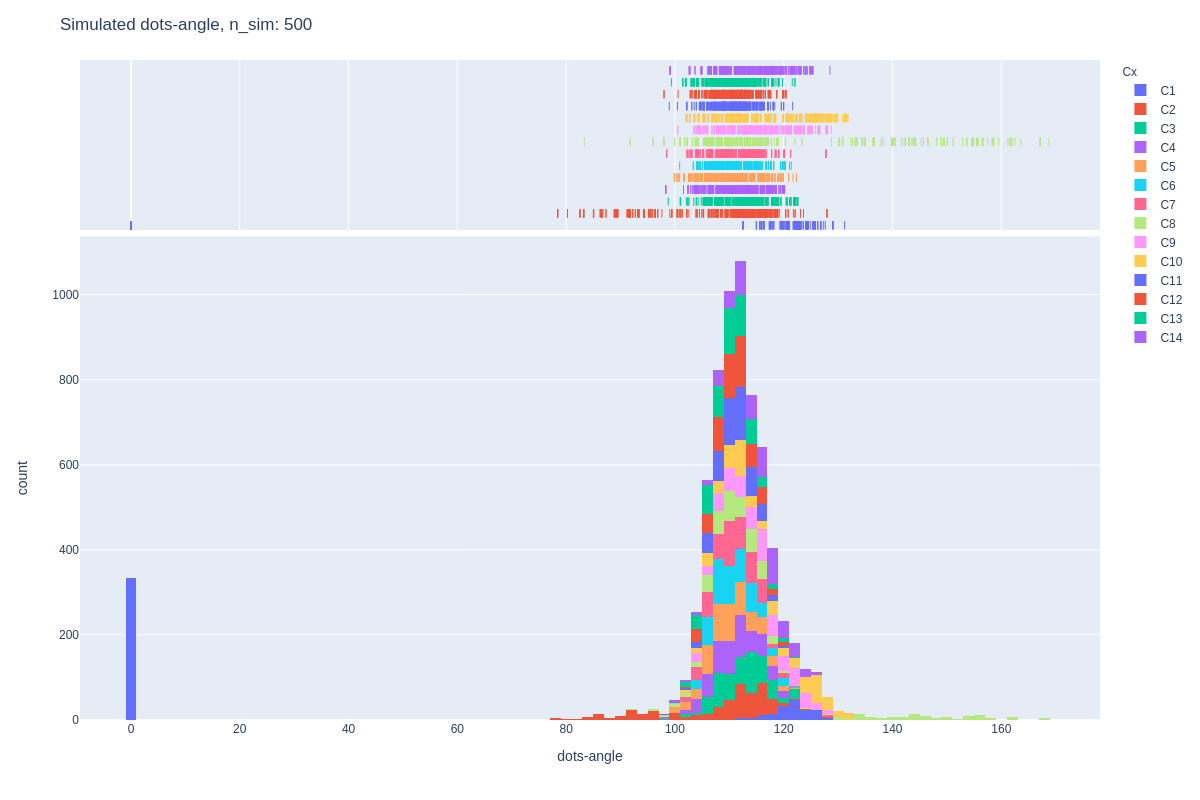 Simulated dots-angle, n_sim: 500
Cx
C1
C2
C3
C4
C5
C6
C7
C8
C9
C10
C11
C12
C13
C14
1000
800
600
400
200
0
count
0 20 40 60 80 100 120 140 160
dots-angle